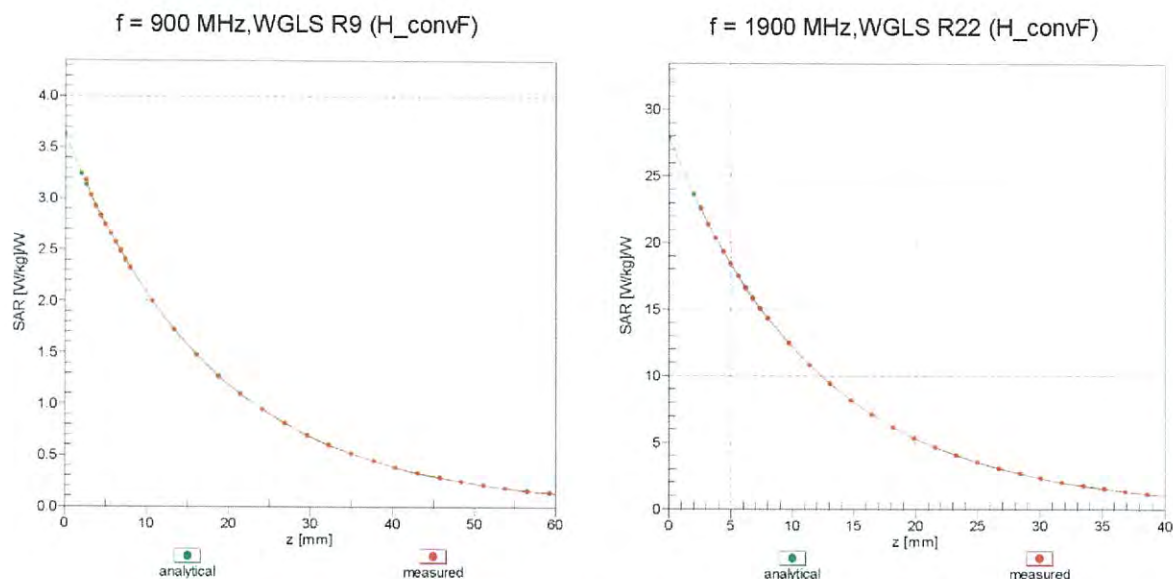 f = 900 MHz,WGLS R9 (H_convF)
SAR [W/kg]/W
4.0
3.5
3.0
2.5
2.0
1.5
1.0
0.5
0.0
0 10 20 30 40 50 60
z [mm]
analytical measured
f = 1900 MHz,WGLS R22 (H_convF)
SAR [W/kg]/W
30
25
20
15
10
5
0
0 5 10 15 20 25 30 35 40
z [mm]
analytical measured